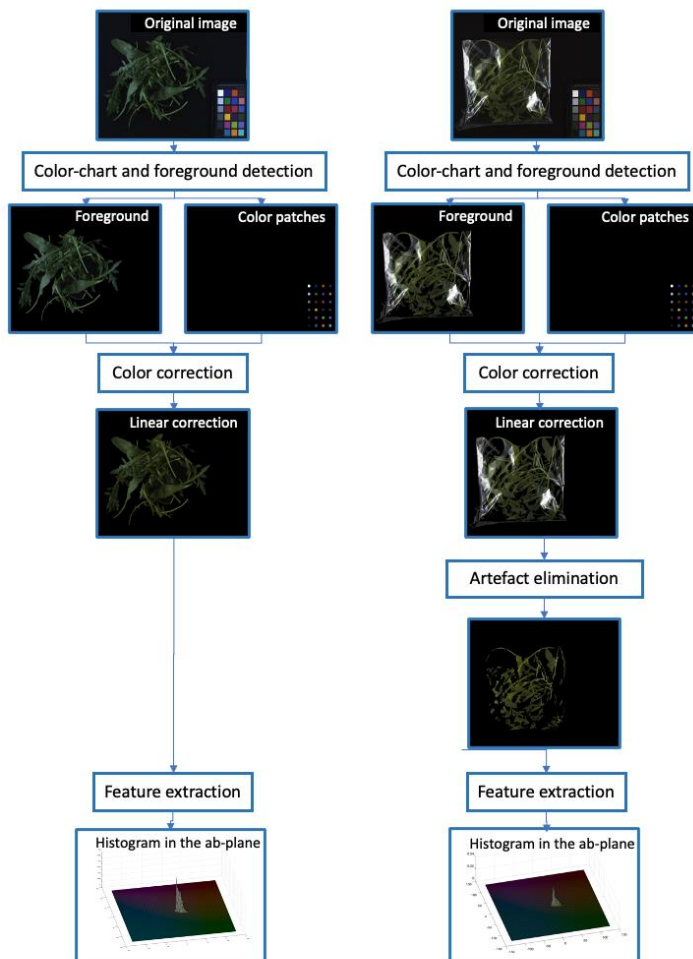 Original image
Original image
Color-chart and foreground detection
Color-chart and foreground detection
Foreground
Color patches
Foreground
Color patches
Color correction
Color correction
Linear correction
Linear correction
Artefact elimination
Feature extraction
Feature extraction
Histogram in the ab-plane
Histogram in the ab-plane